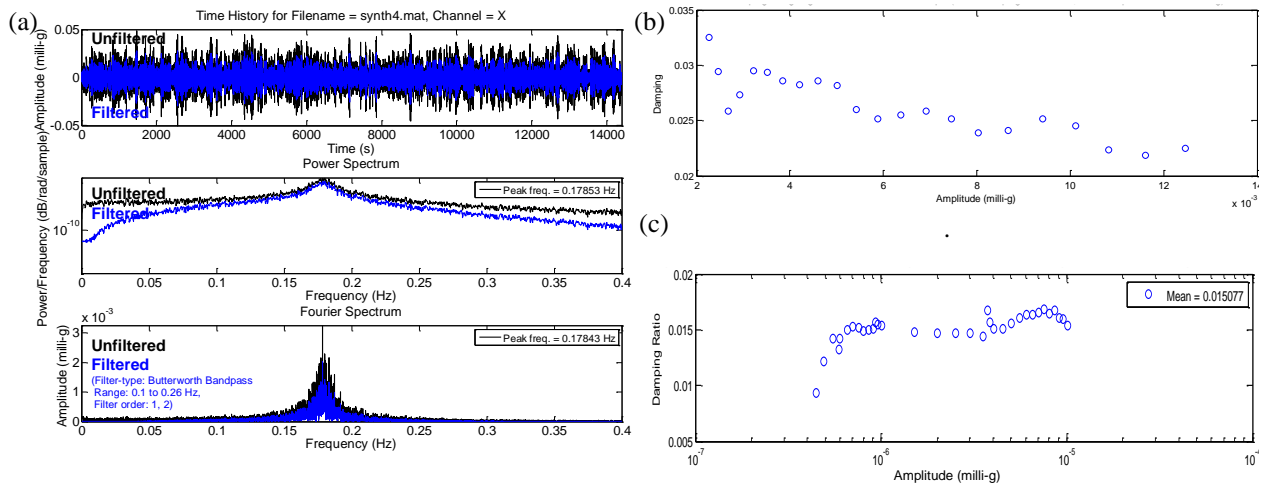 (a)
Time History for Filename = synth4.mat, Channel = X
Amplitude (milli-g)
0.05
0
-0.05
Unfiltered
Filtered
0 2000 4000 6000 8000 10000 12000 14000
Time (s)
Power Spectrum
Power/Frequency (dB/rad/sample)
10^-10
Unfiltered
Filtered
Peak freq. = 0.17853 Hz
0 0.05 0.1 0.15 0.2 0.25 0.3 0.35 0.4
Frequency (Hz)
Fourier Spectrum
x 10^-3
Amplitude (milli-g)
3
2
1
0
Unfiltered
Filtered
(Filter-type: Butterworth Bandpass
Range: 0.1 to 0.26 Hz,
Filter order: 1, 2)
Peak freq. = 0.17843 Hz
0 0.05 0.1 0.15 0.2 0.25 0.3 0.35 0.4
Frequency (Hz)
(b)
Damping
0.035
0.03
0.025
0.02
2 4 6 8 10 12 14
Amplitude (milli-g)
x 10^-3
(c)
Damping Ratio
0.02
0.015
0.01
0.005
Mean = 0.015077
10^-7 10^-6 10^-5 10^-4
Amplitude (milli-g)